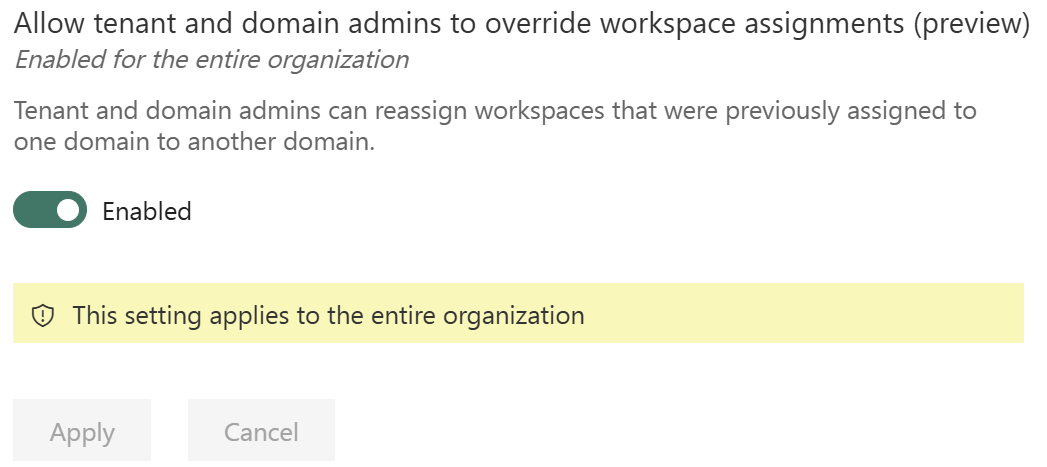 Allow tenant and domain admins to override workspace assignments (preview)
Enabled for the entire organization
Tenant and domain admins can reassign workspaces that were previously assigned to
one domain to another domain.
Enabled
This setting applies to the entire organization
Apply
Cancel